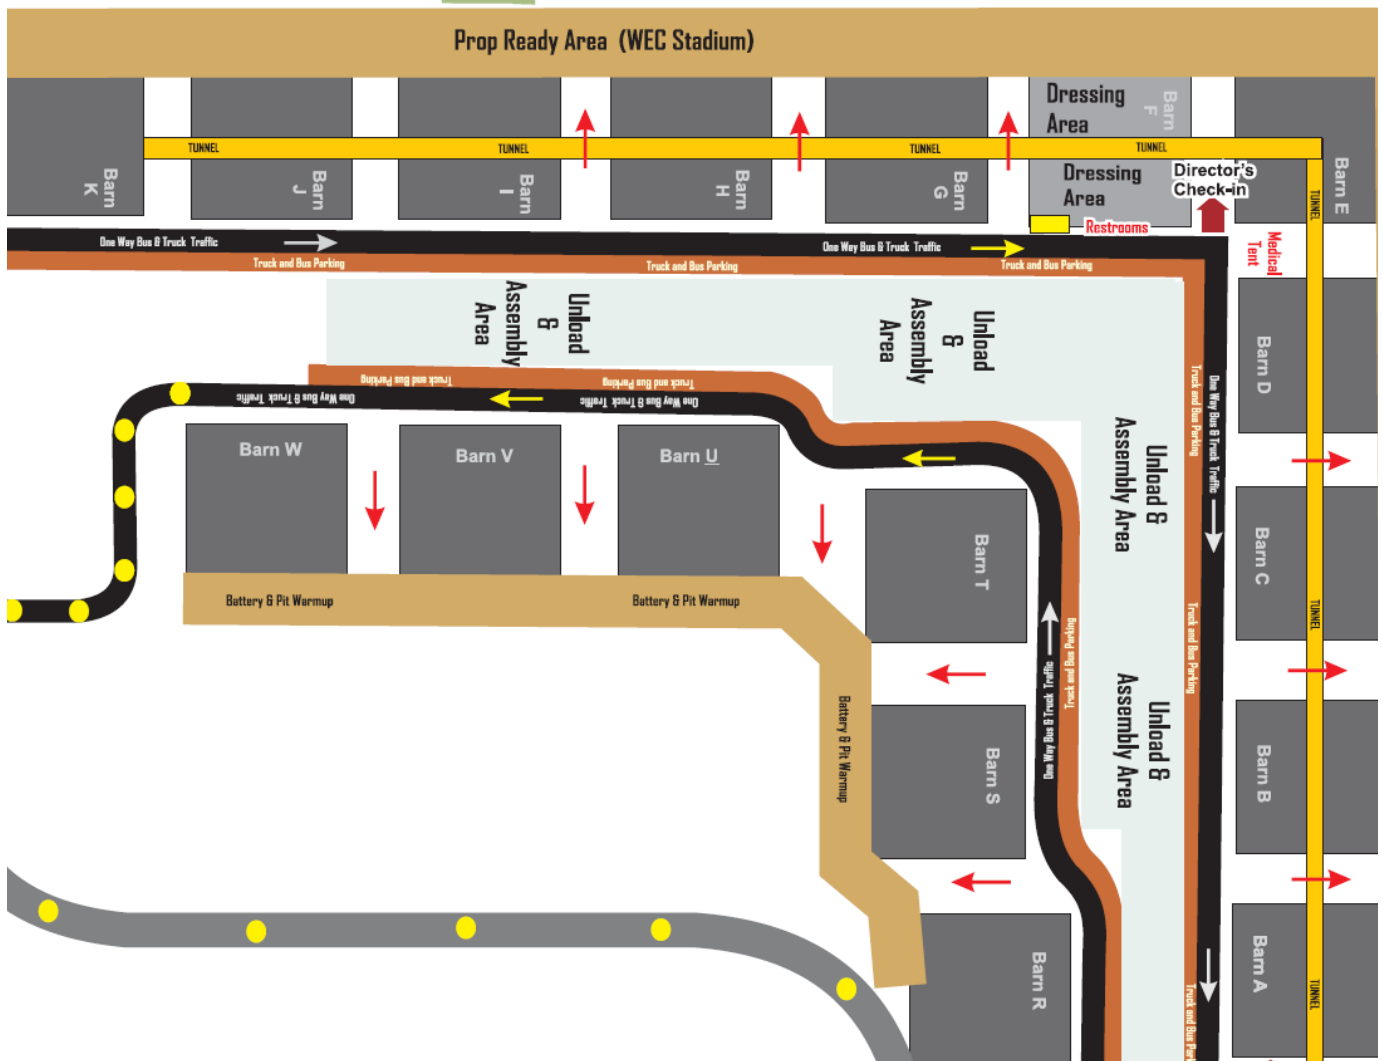 Prop Ready Area (WEC Stadium)
Dressing
Area
Barn
F
TUNNEL
TUNNEL
TUNNEL
TUNNEL
Barn
K
Barn
J
Barn
I
Barn
H
Barn
G
Dressing
Area
Director's
Check-in
Barn E
TUNNEL
Restrooms
One Way Bus & Truck Traffic
One Way Bus & Truck Traffic
Medical
Tent
Truck and Bus Parking
Truck and Bus Parking
Truck and Bus Parking
Unload
&
Assembly
Area
Unload
&
Assembly
Area
Barn D
Truck and Bus Parking
One Way Bus & Truck Traffic
Truck and Bus Parking
Truck and Bus Parking
One Way Bus & Truck Traffic
One Way Bus & Truck Traffic
Barn W
Barn V
Barn U
Unload &
Assembly Area
Barn T
Barn C
Battery & Pit Warmup
Battery & Pit Warmup
TUNNEL
Truck and Bus Parking
Truck and Bus Parking
One Way Bus & Truck Traffic
Battery & Pit Warmup
Barn S
Unload &
Assembly Area
Barn B
Barn R
Barn A
Truck and Bus Par
TUNNEL